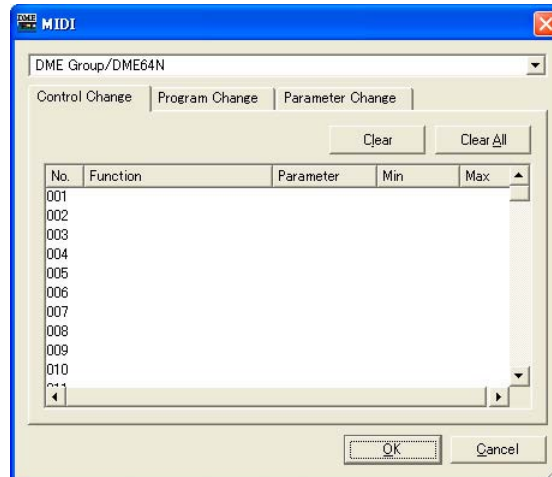 DME MIDI
DME Group/DME64N
Control Change Program Change Parameter Change
Clear Clear All
No. Function Parameter Min Max
001
002
003
004
005
006
007
008
009
010
011
OK Cancel